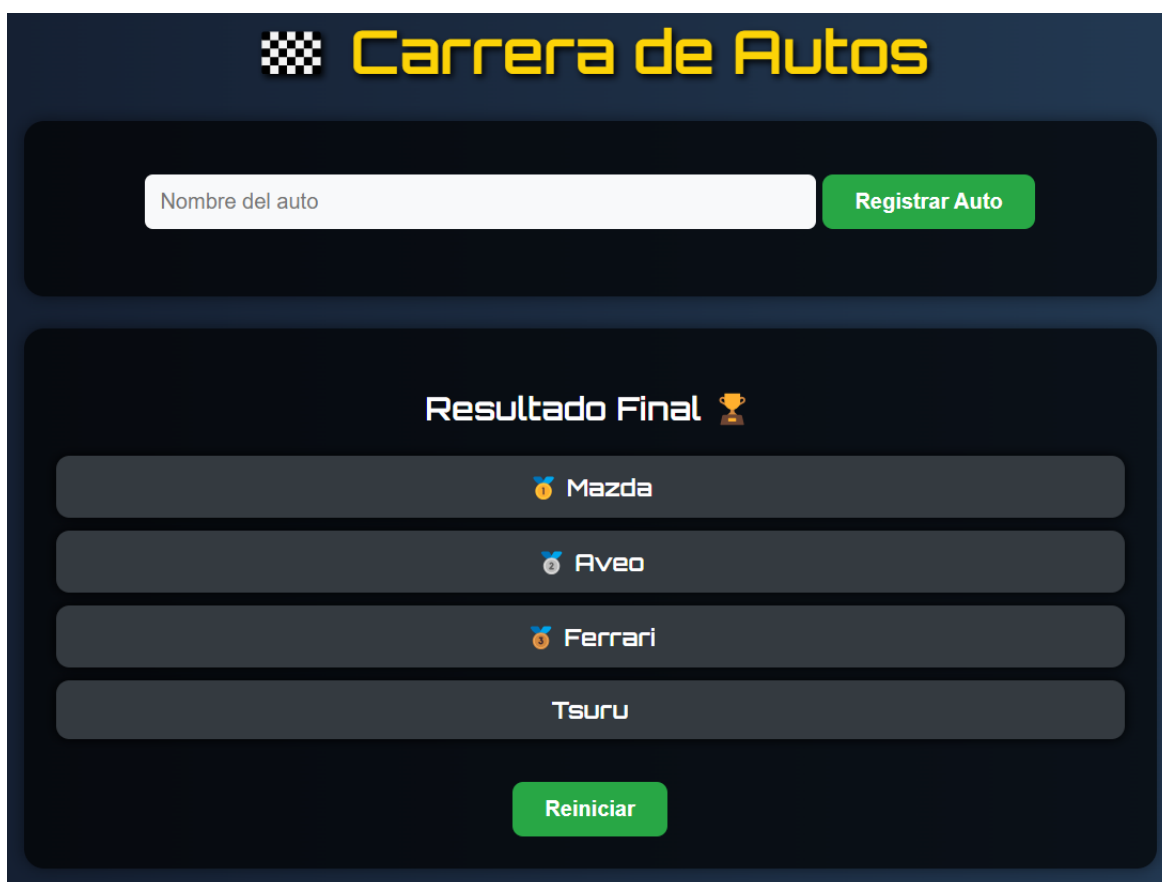 🏁 Carrera de Autos
Nombre del auto Registrar Auto
Resultado Final 🏆
🥇 Mazda
🥈 Aveo
🥉 Ferrari
Tsuru
Reiniciar